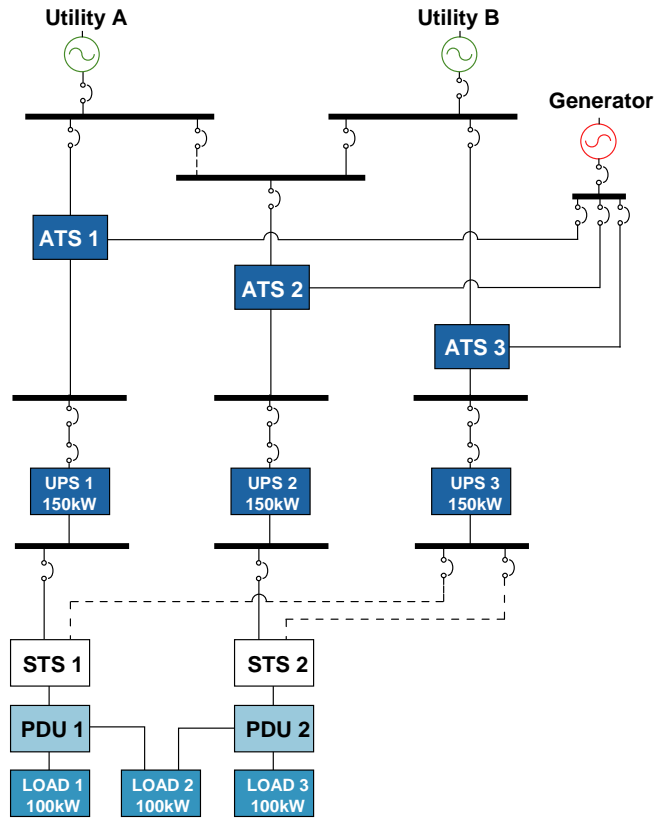 Utility A
Utility B
Generator
ATS 1
ATS 2
ATS 3
UPS 1
150kW
UPS 2
150kW
UPS 3
150kW
STS 1
STS 2
PDU 1
PDU 2
LOAD 1
100kW
LOAD 2
100kW
LOAD 3
100kW